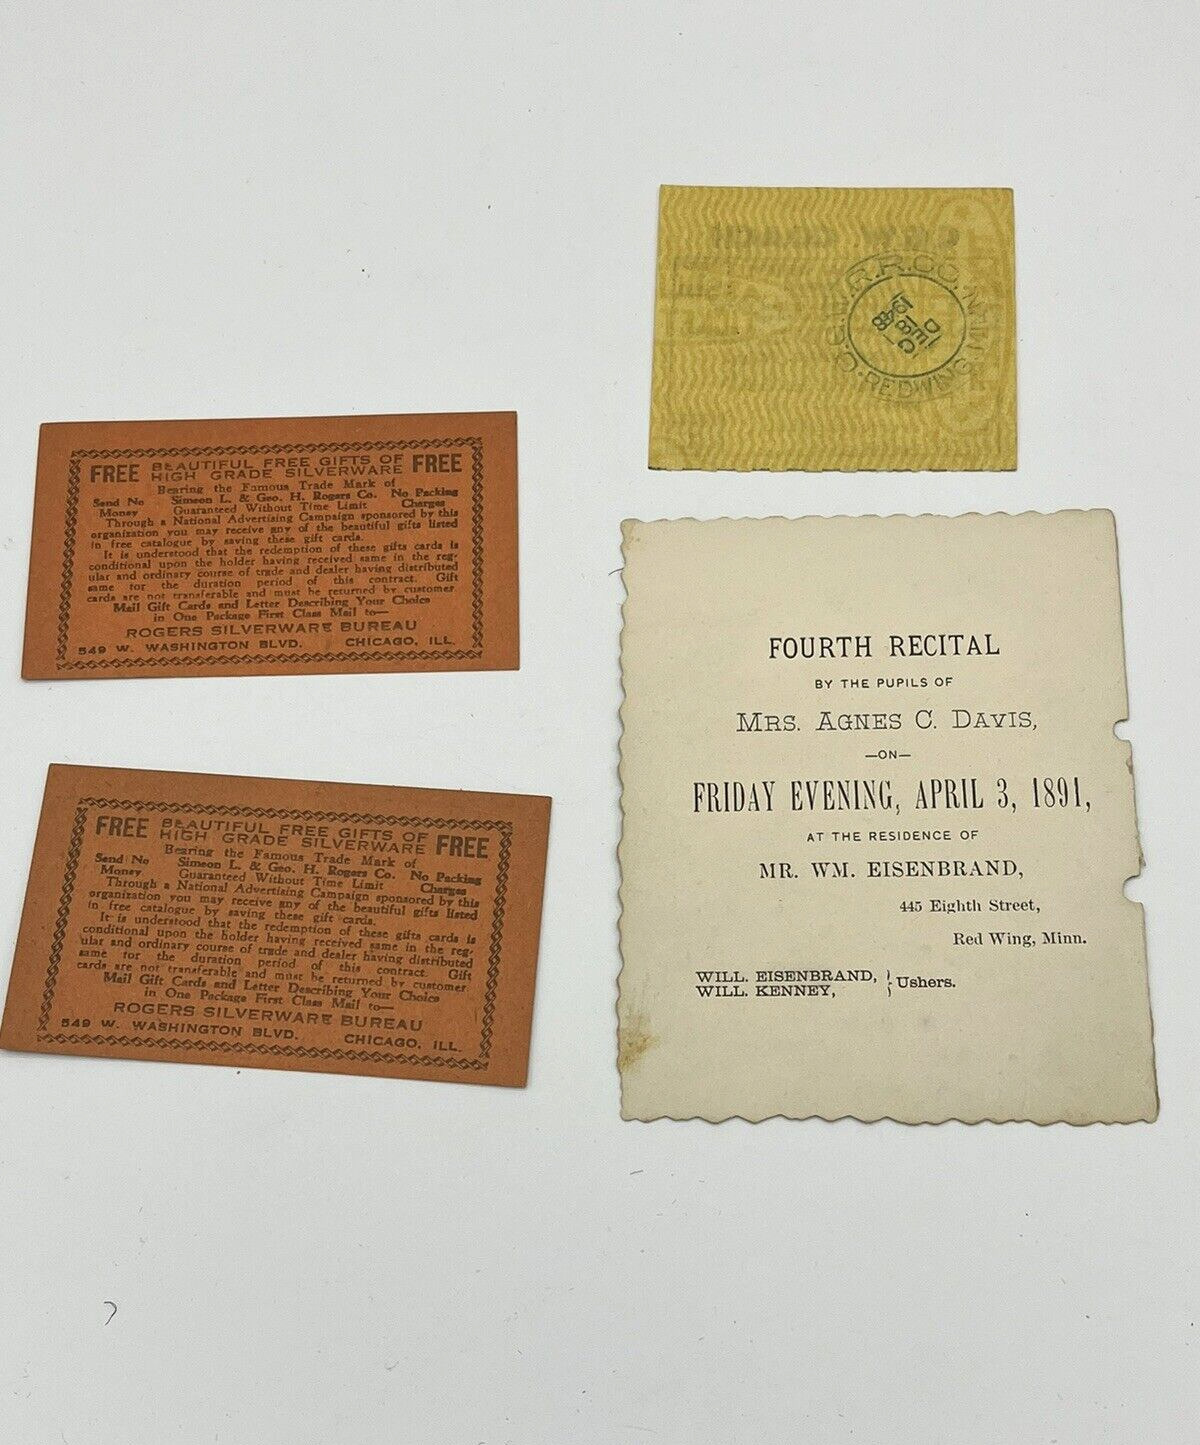 FREE BEAUTIFUL FREE GIFTS OF FREE
HIGH GRADE SILVERWARE
Bearing the Famous Trade Mark of
Send No Simeon L. & Geo. H. Rogers Co. No Packing
Money Guaranteed Without Time Limit Charges
Through a National Advertising Campaign sponsored by this
organization you may receive any of the beautiful gifts listed
in free catalogue by saving these gift cards.
It is understood that the redemption of these gifts cards is
conditional upon the holder having received same in the reg-
ular and ordinary course of trade and dealer having distributed
same for the duration period of this contract. Gift
cards are not transferable and must be returned by customer
Mail Gift Cards and Letter Describing Your Choice
in One Package First Class Mail to—
ROGERS SILVERWARE BUREAU
549 W. WASHINGTON BLVD. CHICAGO, ILL.
FREE BEAUTIFUL FREE GIFTS OF FREE
HIGH GRADE SILVERWARE
Bearing the Famous Trade Mark of
Send No Simeon L. & Geo. H. Rogers Co. No Packing
Money Guaranteed Without Time Limit Charges
Through a National Advertising Campaign sponsored by this
organization you may receive any of the beautiful gifts listed
in free catalogue by saving these gift cards.
It is understood that the redemption of these gifts cards is
conditional upon the holder having received same in the reg-
ular and ordinary course of trade and dealer having distributed
same for the duration period of this contract. Gift
cards are not transferable and must be returned by customer
Mail Gift Cards and Letter Describing Your Choice
in One Package First Class Mail to—
ROGERS SILVERWARE BUREAU
549 W. WASHINGTON BLVD. CHICAGO, ILL.
C.G.W.R.R.CO.
REDWING MINN
FOURTH RECITAL
BY THE PUPILS OF
MRS. AGNES C. DAVIS,
—ON—
FRIDAY EVENING, APRIL 3, 1891,
AT THE RESIDENCE OF
MR. WM. EISENBRAND,
445 Eighth Street,
Red Wing, Minn.
WILL. EISENBRAND, } Ushers.
WILL. KENNEY,